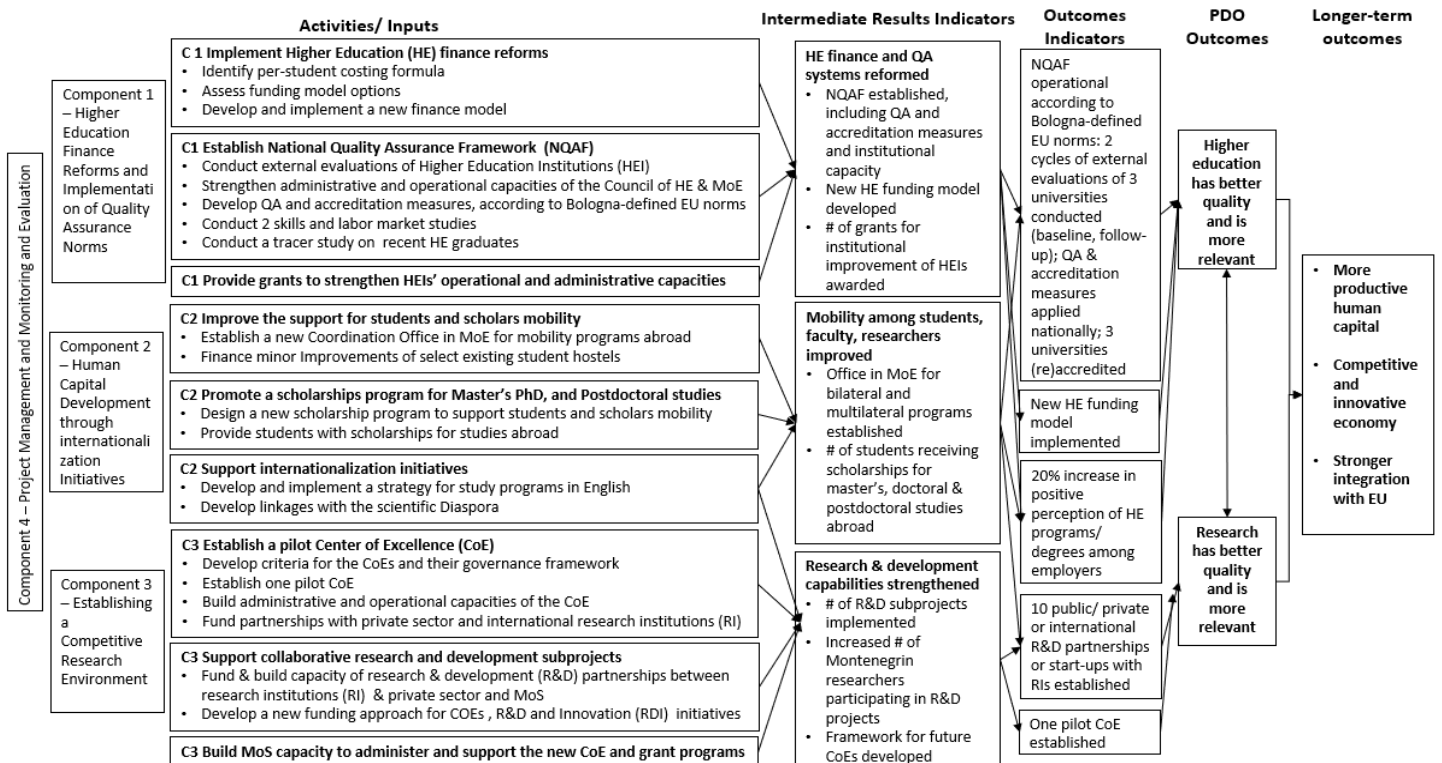 Activities/ Inputs
Intermediate Results Indicators
Outcomes
Indicators
PDO
Outcomes
Longer-term
outcomes
Component 4 – Project Management and Monitoring and Evaluation
Component 1
– Higher
Education
Finance
Reforms and
Implementati
on of Quality
Assurance
Norms
C 1 Implement Higher Education (HE) finance reforms
• Identify per-student costing formula
• Assess funding model options
• Develop and implement a new finance model
C1 Establish National Quality Assurance Framework (NQAF)
• Conduct external evaluations of Higher Education Institutions (HEI)
• Strengthen administrative and operational capacities of the Council of HE & MoE
• Develop QA and accreditation measures, according to Bologna-defined EU norms
• Conduct 2 skills and labor market studies
• Conduct a tracer study on recent HE graduates
C1 Provide grants to strengthen HEIs' operational and administrative capacities
Component 2
– Human
Capital
Development
through
internationali
zation
Initiatives
C2 Improve the support for students and scholars mobility
• Establish a new Coordination Office in MoE for mobility programs abroad
• Finance minor Improvements of select existing student hostels
C2 Promote a scholarships program for Master's PhD, and Postdoctoral studies
• Design a new scholarship program to support students and scholars mobility
• Provide students with scholarships for studies abroad
C2 Support internationalization initiatives
• Develop and implement a strategy for study programs in English
• Develop linkages with the scientific Diaspora
Component 3
– Establishing
a
Competitive
Research
Environment
C3 Establish a pilot Center of Excellence (CoE)
• Develop criteria for the CoEs and their governance framework
• Establish one pilot CoE
• Build administrative and operational capacities of the CoE
• Fund partnerships with private sector and international research institutions (RI)
C3 Support collaborative research and development subprojects
• Fund & build capacity of research & development (R&D) partnerships between
research institutions (RI) & private sector and MoS
• Develop a new funding approach for COEs , R&D and Innovation (RDI) initiatives
C3 Build MoS capacity to administer and support the new CoE and grant programs
HE finance and QA
systems reformed
• NQAF established,
including QA and
accreditation measures
and institutional
capacity
• New HE funding model
developed
• # of grants for
institutional
improvement of HEIs
awarded
Mobility among students,
faculty, researchers
improved
• Office in MoE for
bilateral and
multilateral programs
established
• # of students receiving
scholarships for
master's, doctoral &
postdoctoral studies
abroad
Research & development
capabilities strengthened
• # of R&D subprojects
implemented
• Increased # of
Montenegrin
researchers
participating in R&D
projects
• Framework for future
CoEs developed
NQAF
operational
according to
Bologna-defined
EU norms: 2
cycles of external
evaluations of 3
universities
conducted
(baseline, follow-
up); QA &
accreditation
measures
applied
nationally; 3
universities
(re)accredited
New HE funding
model
implemented
20% increase in
positive
perception of HE
programs/
degrees among
employers
10 public/ private
or international
R&D partnerships
or start-ups with
RIs established
One pilot CoE
established
Higher
education
has better
quality
and is
more
relevant
Research
has better
quality
and is
more
relevant
• More
productive
human
capital
• Competitive
and
innovative
economy
• Stronger
integration
with EU